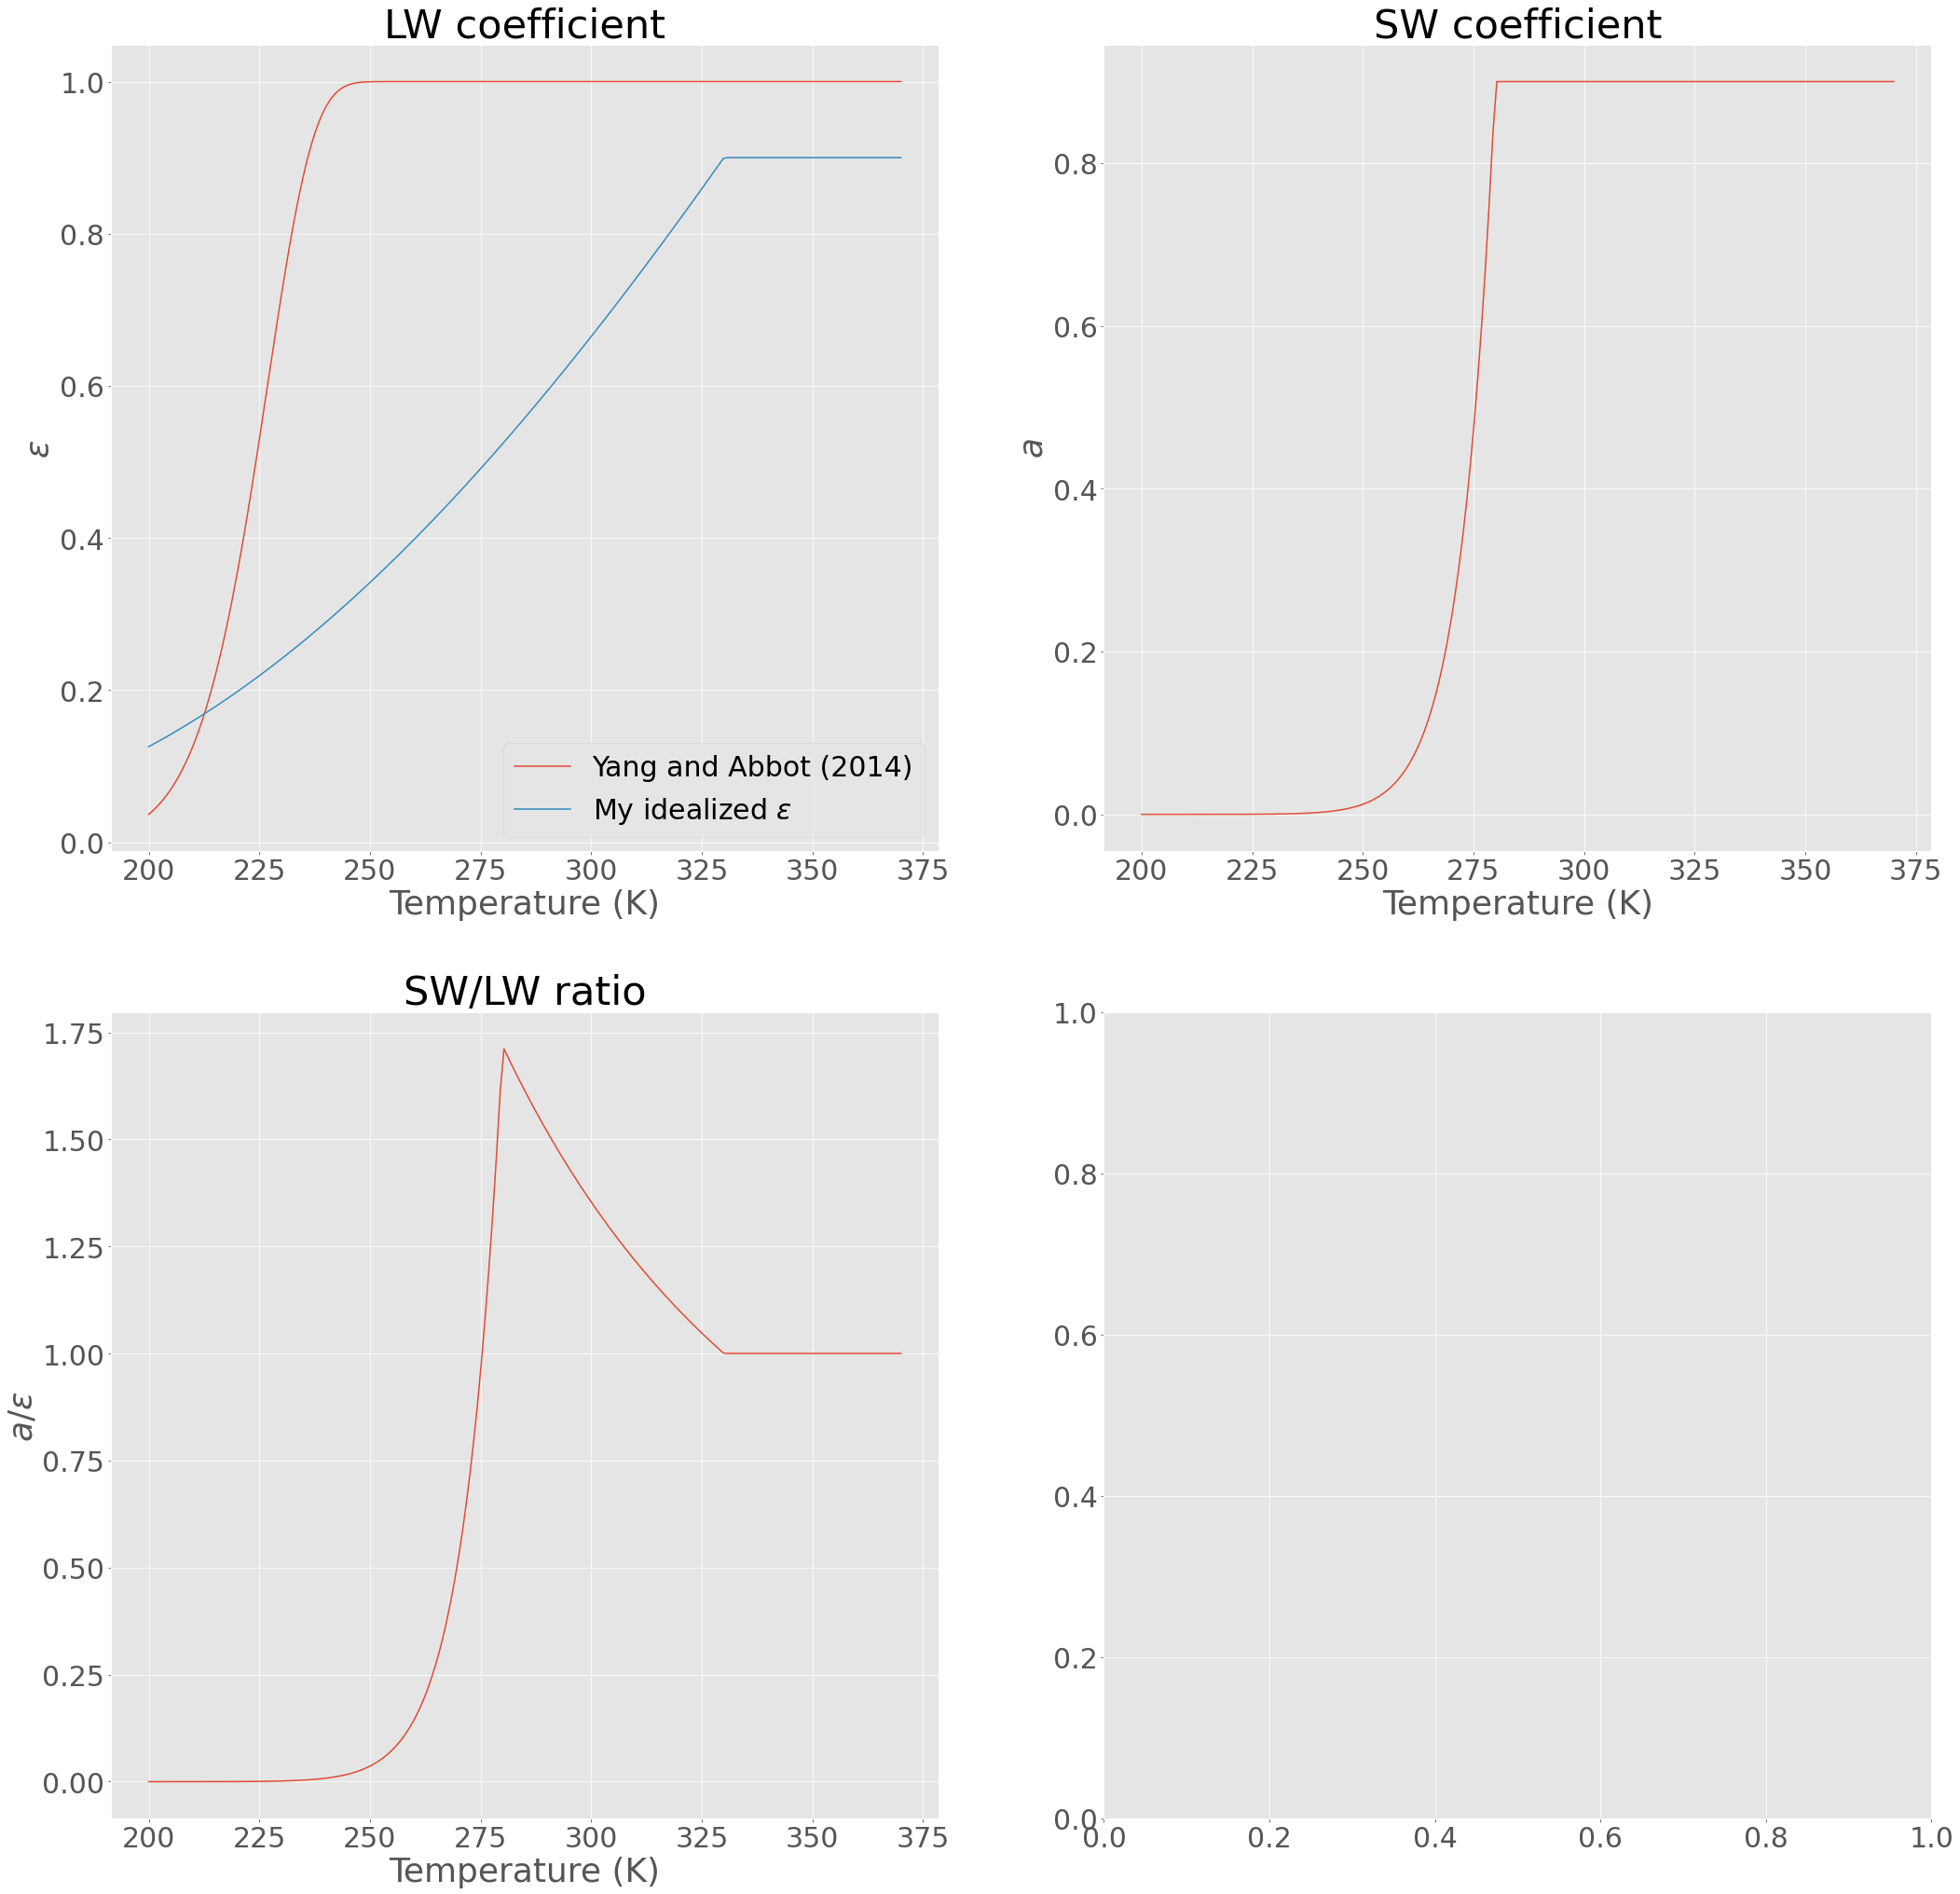 LW coefficient
1.0
0.8
0.6
0.4
0.2
0.0
ε
Yang and Abbot (2014)
My idealized ε
200 225 250 275 300 325 350 375
Temperature (K)
SW coefficient
0.8
0.6
0.4
0.2
0.0
a
200 225 250 275 300 325 350 375
Temperature (K)
SW/LW ratio
1.75
1.50
1.25
1.00
0.75
0.50
0.25
0.00
a/ε
200 225 250 275 300 325 350 375
Temperature (K)
1.0
0.8
0.6
0.4
0.2
0.0
0.0 0.2 0.4 0.6 0.8 1.0